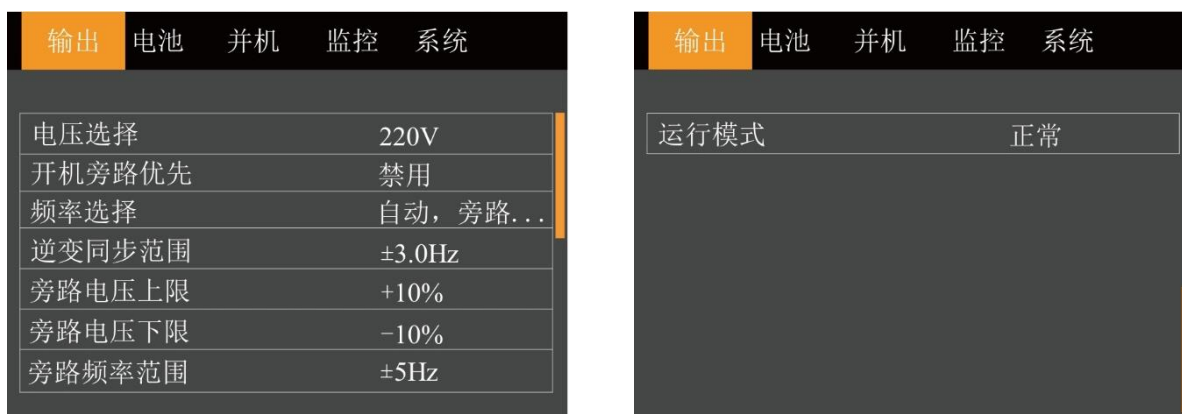 输出 电池 并机 监控 系统
电压选择 220V
开机旁路优先 禁用
频率选择 自动，旁路...
逆变同步范围 ±3.0Hz
旁路电压上限 +10%
旁路电压下限 -10%
旁路频率范围 ±5Hz
输出 电池 并机 监控 系统
运行模式 正常